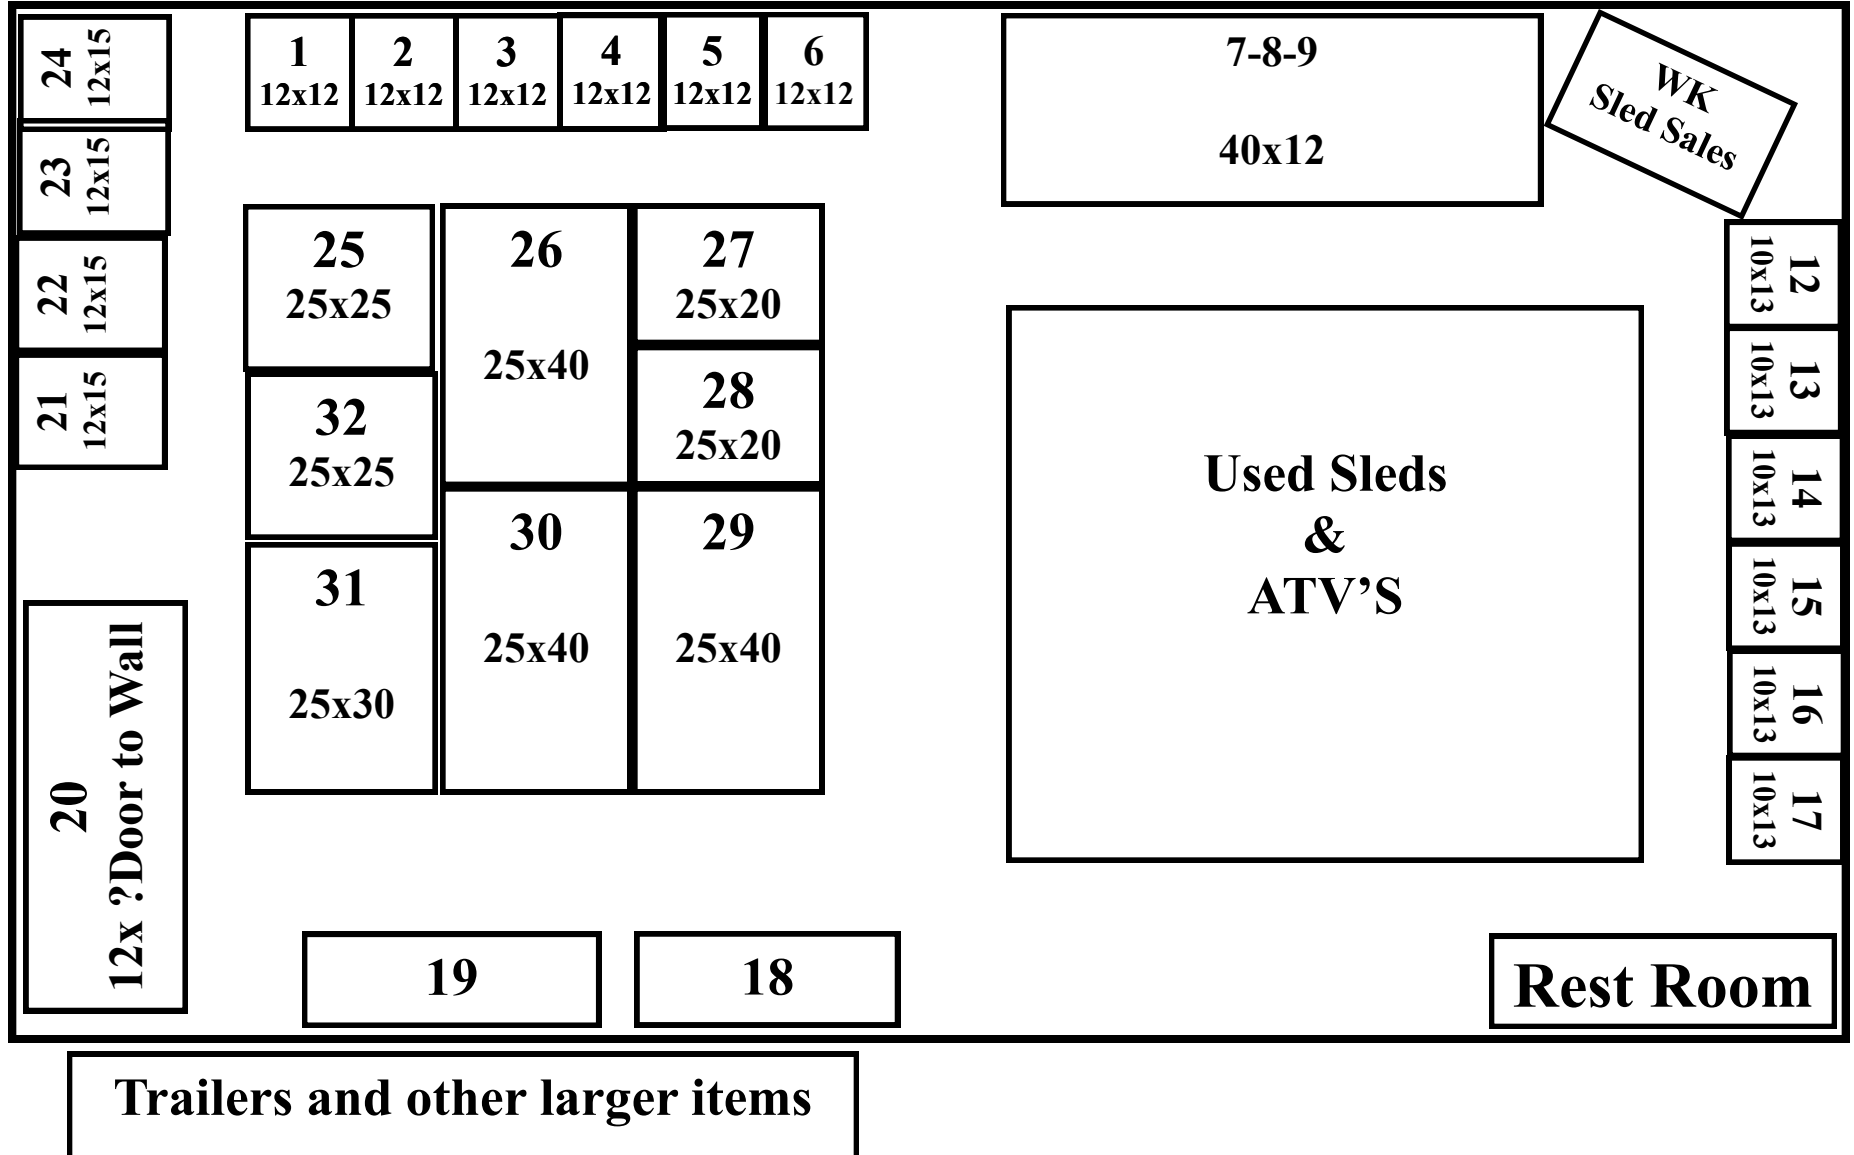 24
12x15
1
12x12
2
12x12
3
12x12
4
12x12
5
12x12
6
12x12
7-8-9
40x12
WK
Sled Sales
23
12x15
22
12x15
21
12x15
25
25x25
26
25x40
27
25x20
28
25x20
32
25x25
31
25x30
30
25x40
29
25x40
Used Sleds
&
ATV’S
12
10x13
13
10x13
14
10x13
15
10x13
16
10x13
17
10x13
20
12x ?Door to Wall
19
18
Rest Room
Trailers and other larger items